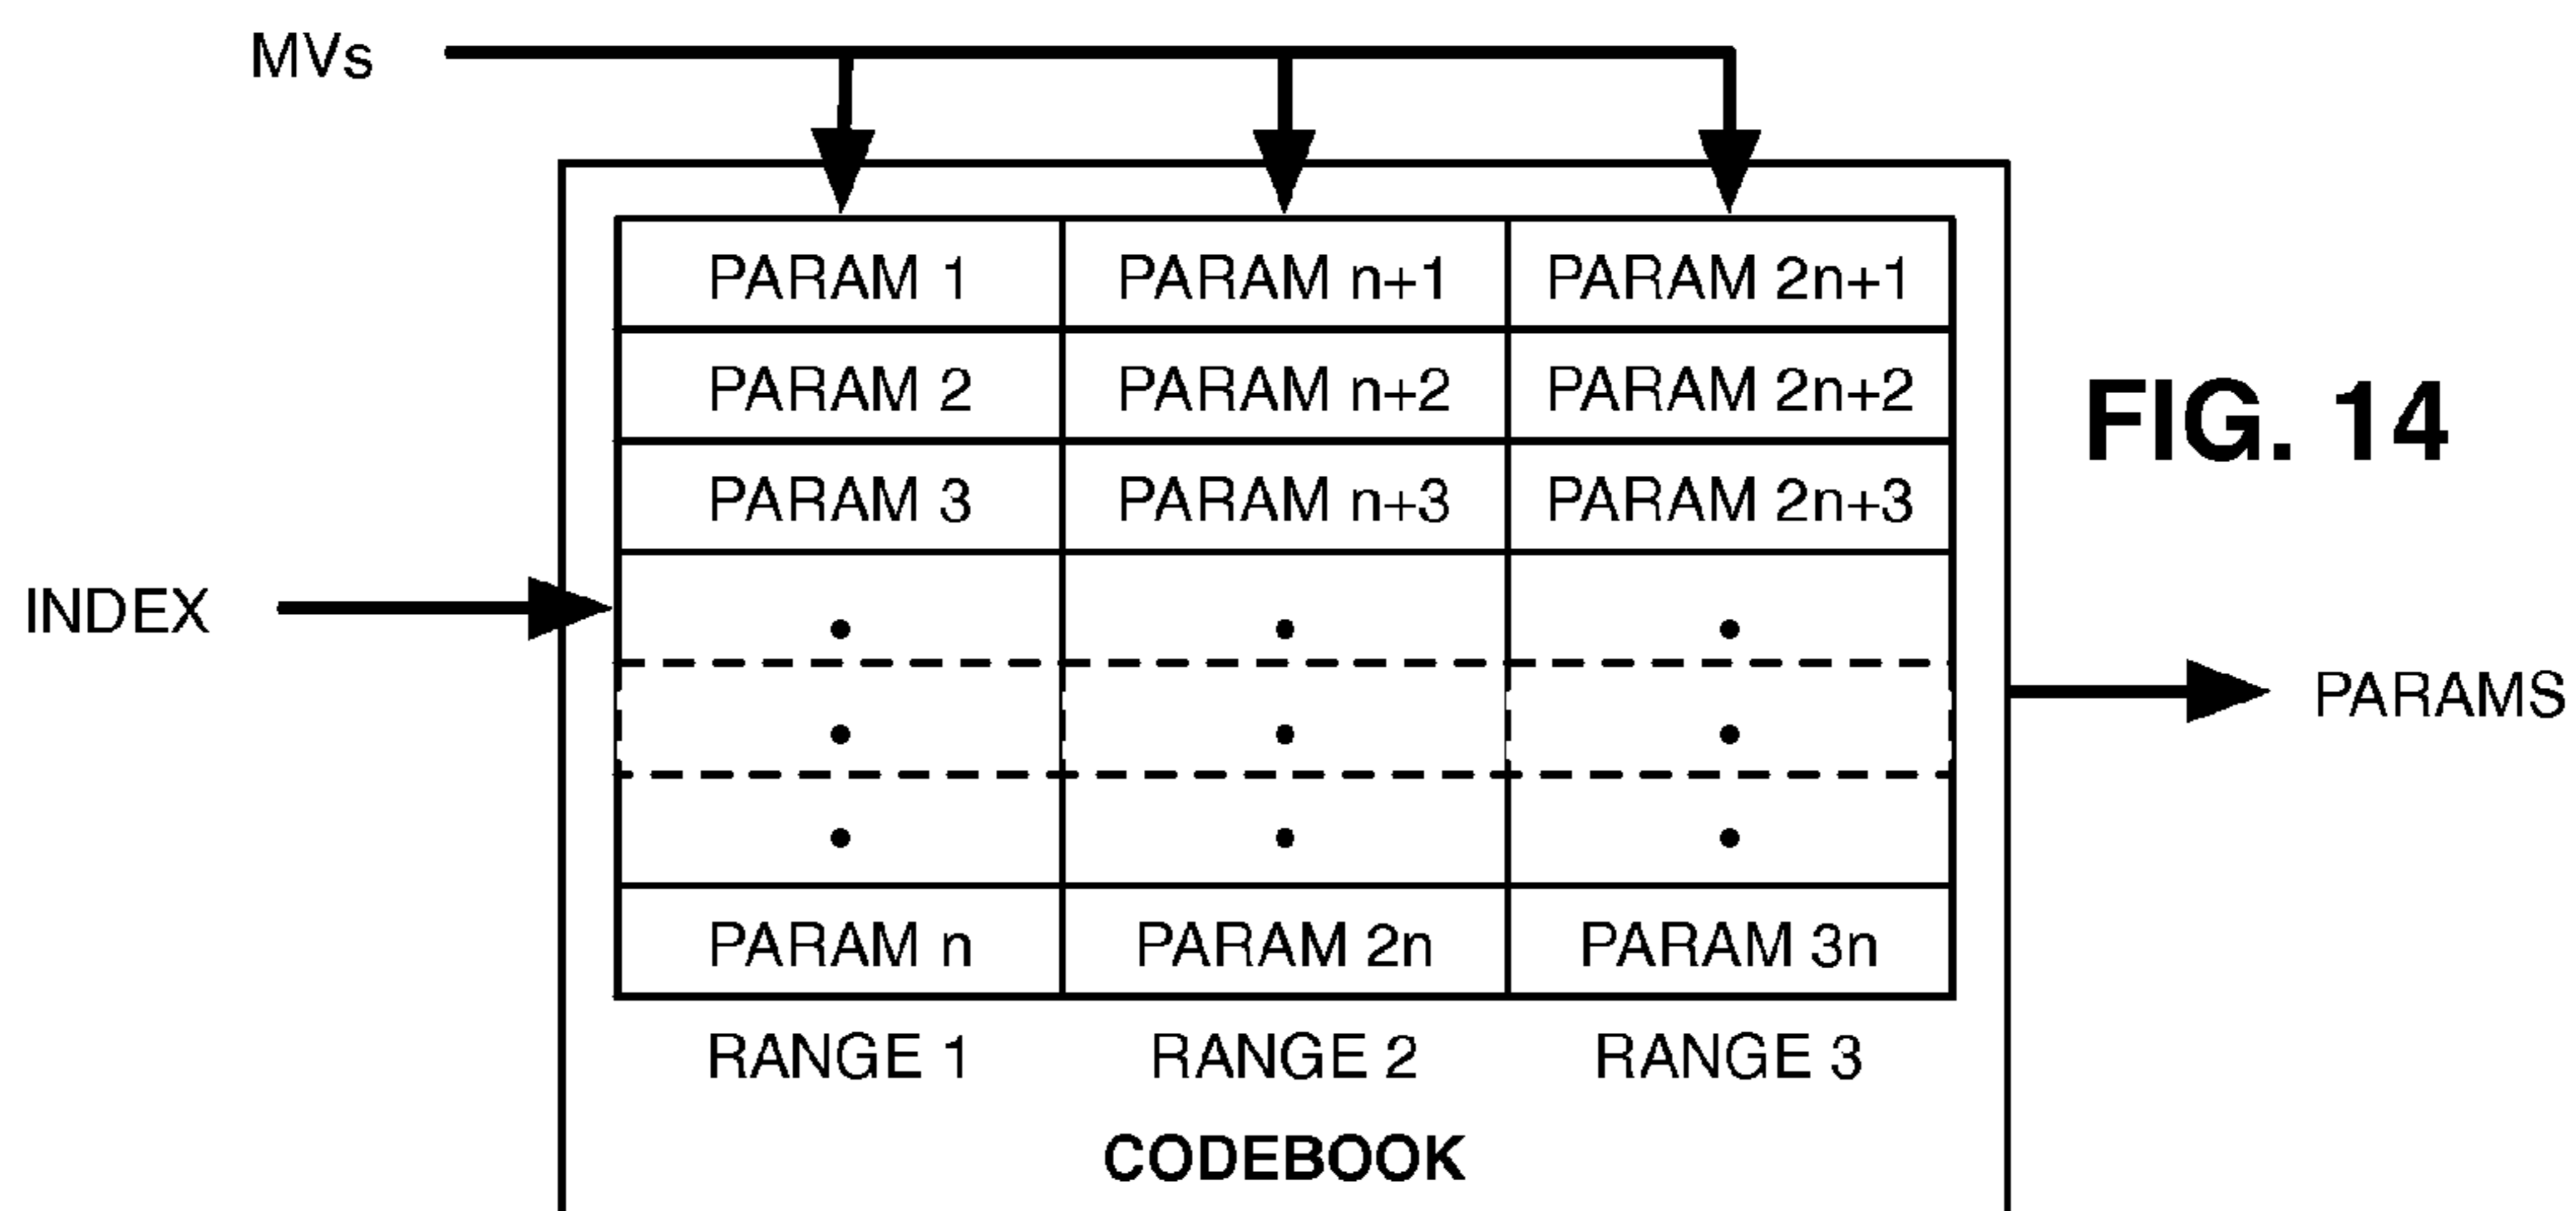 MVs
PARAM 1 PARAM n+1 PARAM 2n+1
PARAM 2 PARAM n+2 PARAM 2n+2
FIG. 14
PARAM 3 PARAM n+3 PARAM 2n+3
INDEX
PARAMS
PARAM n PARAM 2n PARAM 3n
RANGE 1 RANGE 2 RANGE 3
CODEBOOK